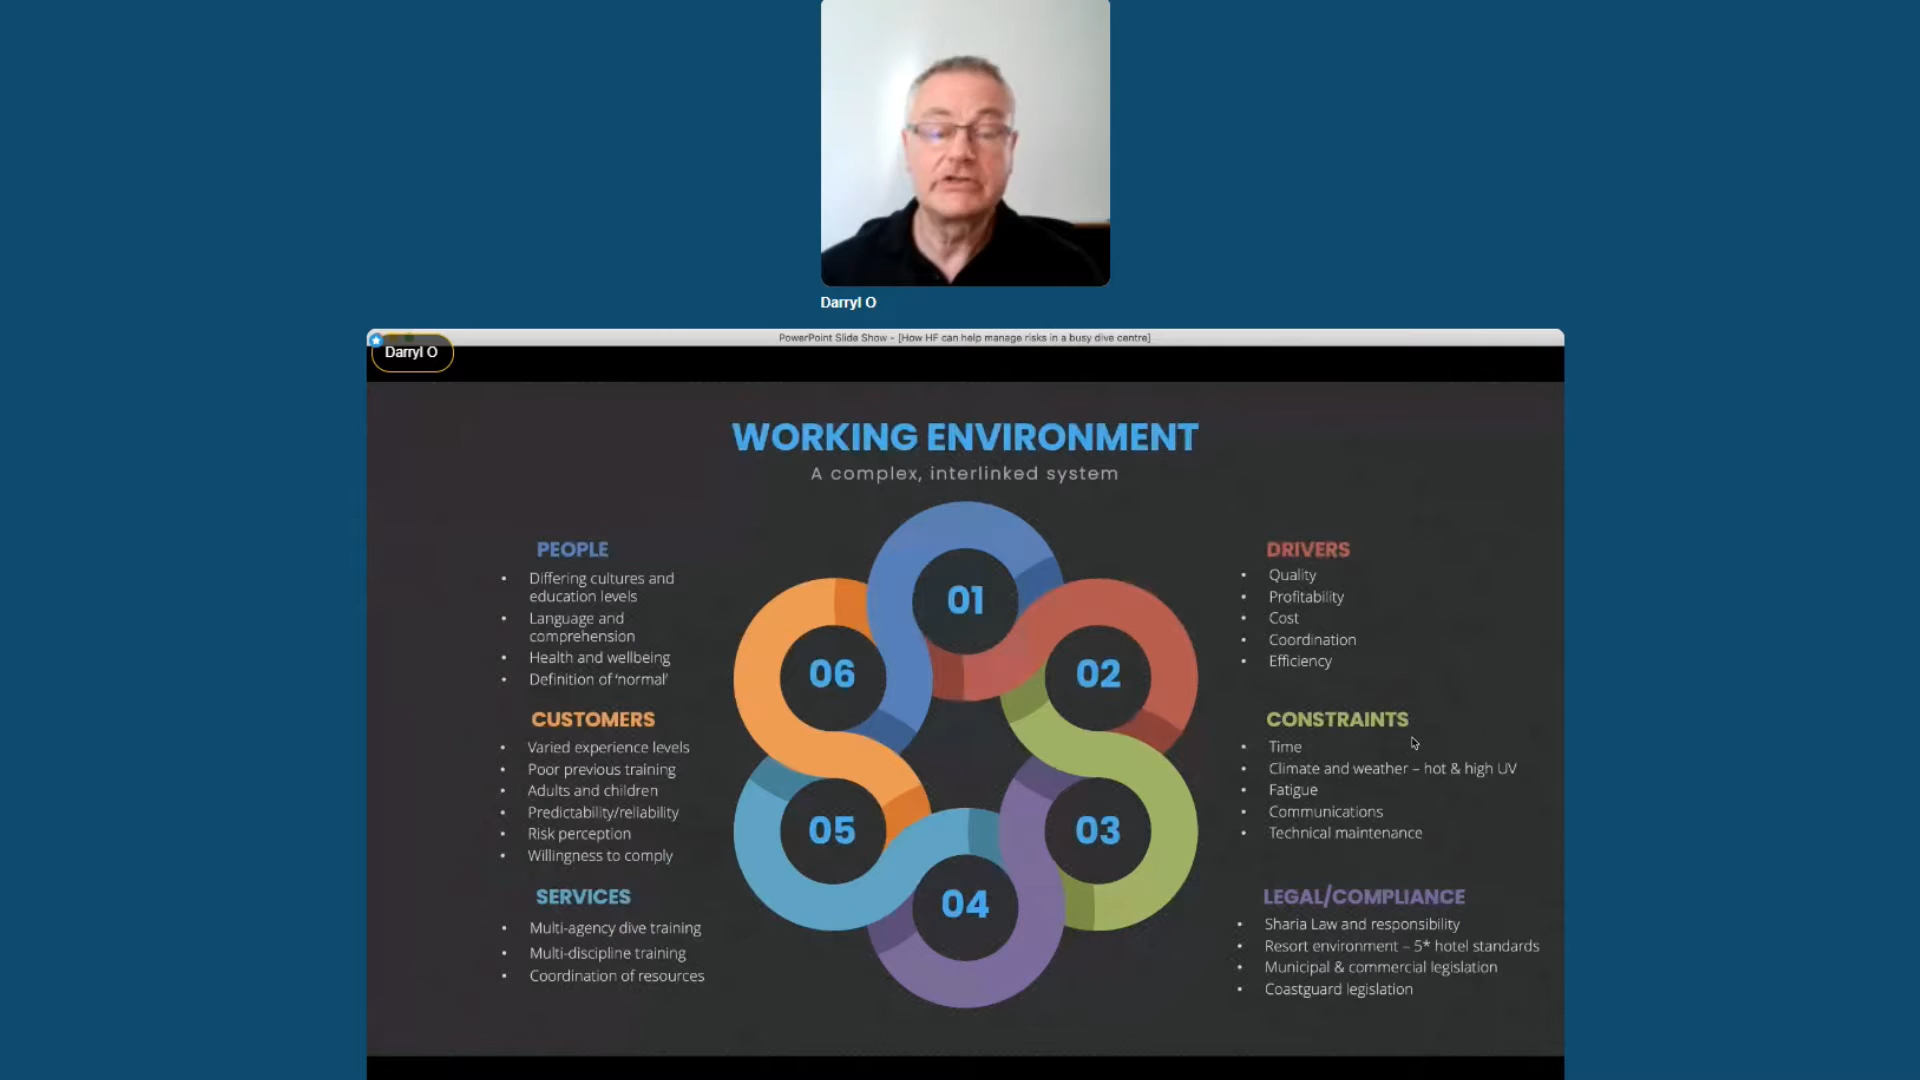 Darryl O
PowerPoint Slide Show - [How HF can help manage risks in a busy dive centre]
Darryl O
WORKING ENVIRONMENT
A complex, interlinked system
PEOPLE
• Differing cultures and
education levels
• Language and
comprehension
• Health and wellbeing
• Definition of 'normal'
CUSTOMERS
• Varied experience levels
• Poor previous training
• Adults and children
• Predictability/reliability
• Risk perception
• Willingness to comply
SERVICES
• Multi-agency dive training
• Multi-discipline training
• Coordination of resources
01
02
03
04
05
06
DRIVERS
• Quality
• Profitability
• Cost
• Coordination
• Efficiency
CONSTRAINTS
• Time
• Climate and weather – hot & high UV
• Fatigue
• Communications
• Technical maintenance
LEGAL/COMPLIANCE
• Sharia Law and responsibility
• Resort environment – 5* hotel standards
• Municipal & commercial legislation
• Coastguard legislation